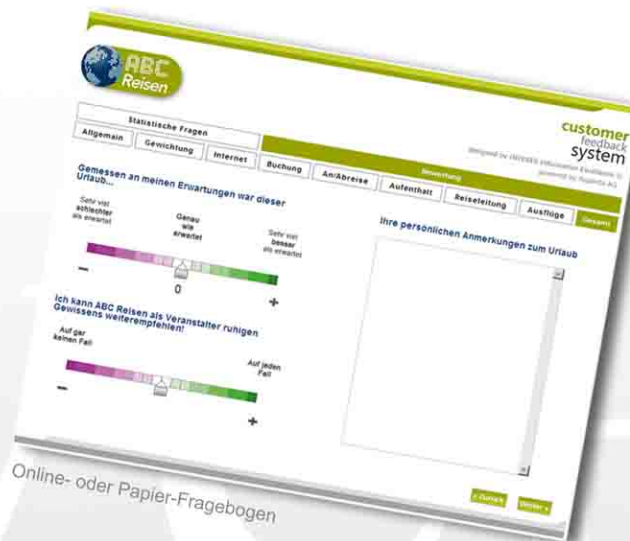 ABC
Reisen
customer
feedback
system
Statistische Fragen
Bewertung
Allgemein
Gewichtung
Internet
Buchung
An/Abreise
Aufenthalt
Reiseleitung
Ausflüge
Gesamt
Gemessen an meinen Erwartungen war dieser
Urlaub...
Sehr viel
schlechter
als erwartet
Genau
wie
erwartet
Sehr viel
besser
als erwartet
−
0
+
Ich kann ABC Reisen als Veranstalter ruhigen
Gewissens weiterempfehlen!
Auf gar
keinen Fall
Auf jeden
Fall
−
+
Ihre persönlichen Anmerkungen zum Urlaub
« Zurück
Weiter »
Online- oder Papier-Fragebogen